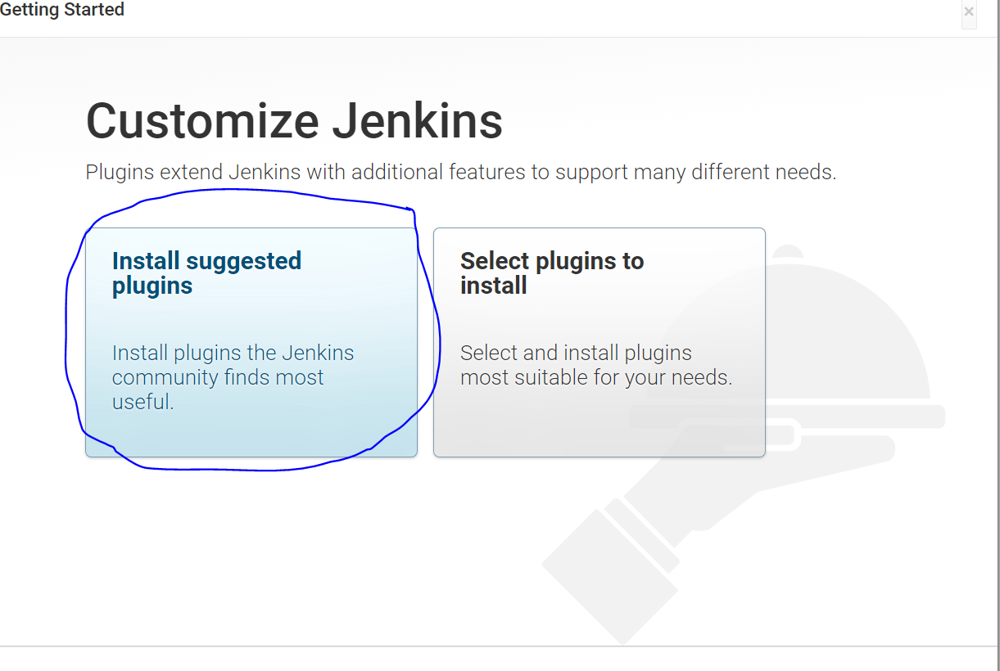 Getting Started
×
Customize Jenkins
Plugins extend Jenkins with additional features to support many different needs.
Install suggested
plugins
Install plugins the Jenkins
community finds most
useful.
Select plugins to
install
Select and install plugins
most suitable for your needs.